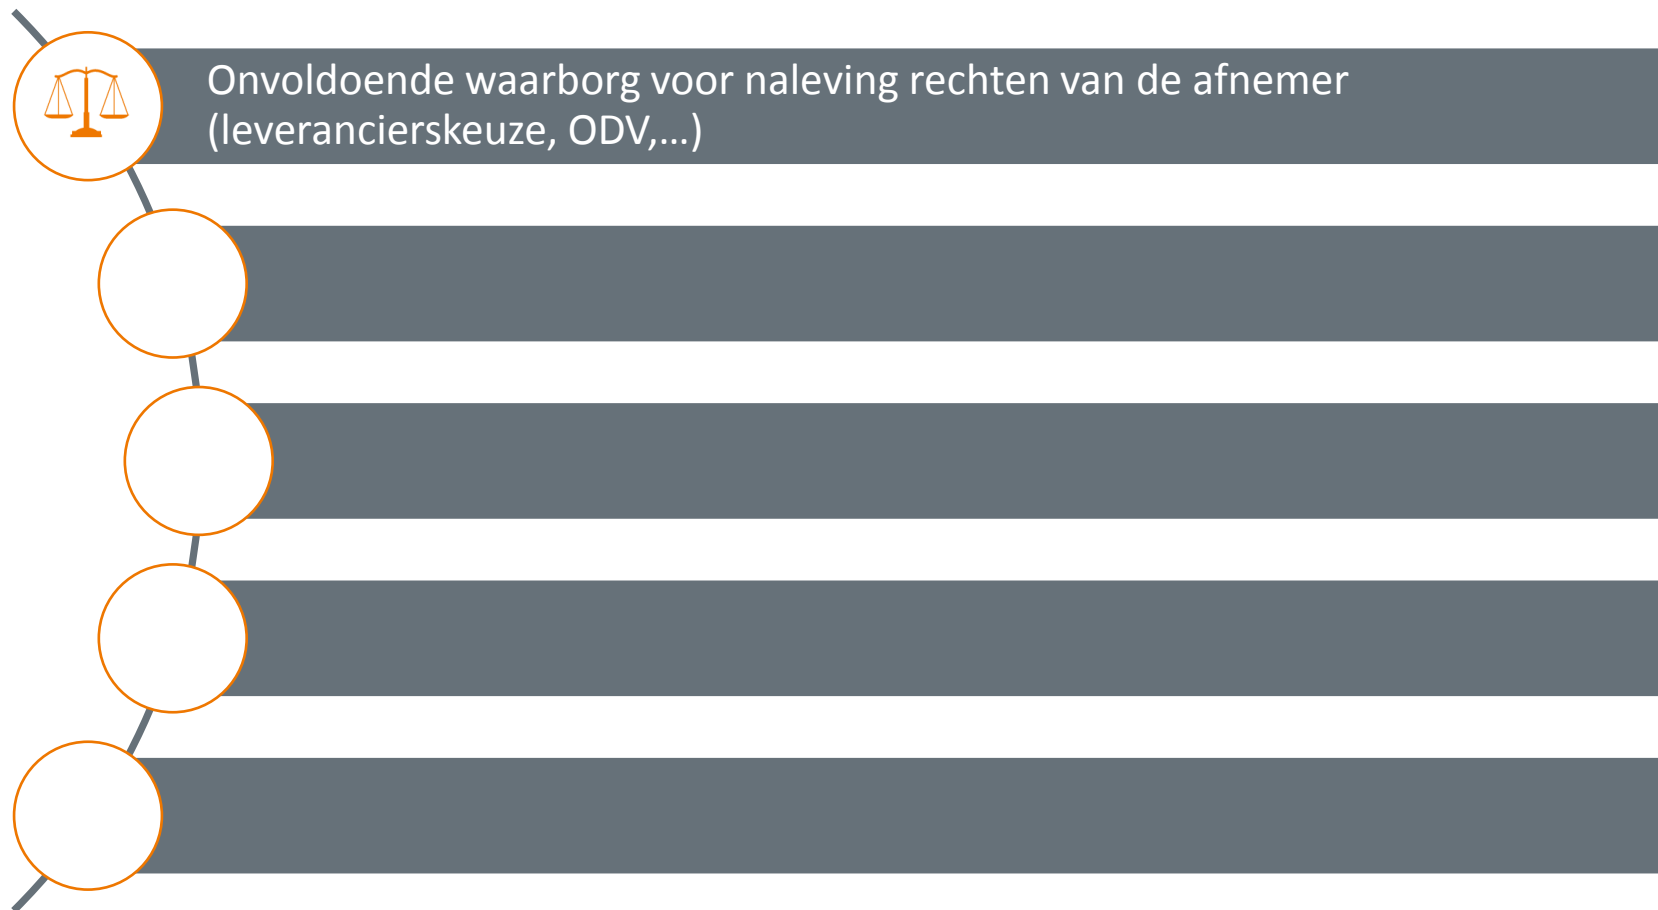 Onvoldoende waarborg voor naleving rechten van de afnemer
(leverancierskeuze, ODV,...)